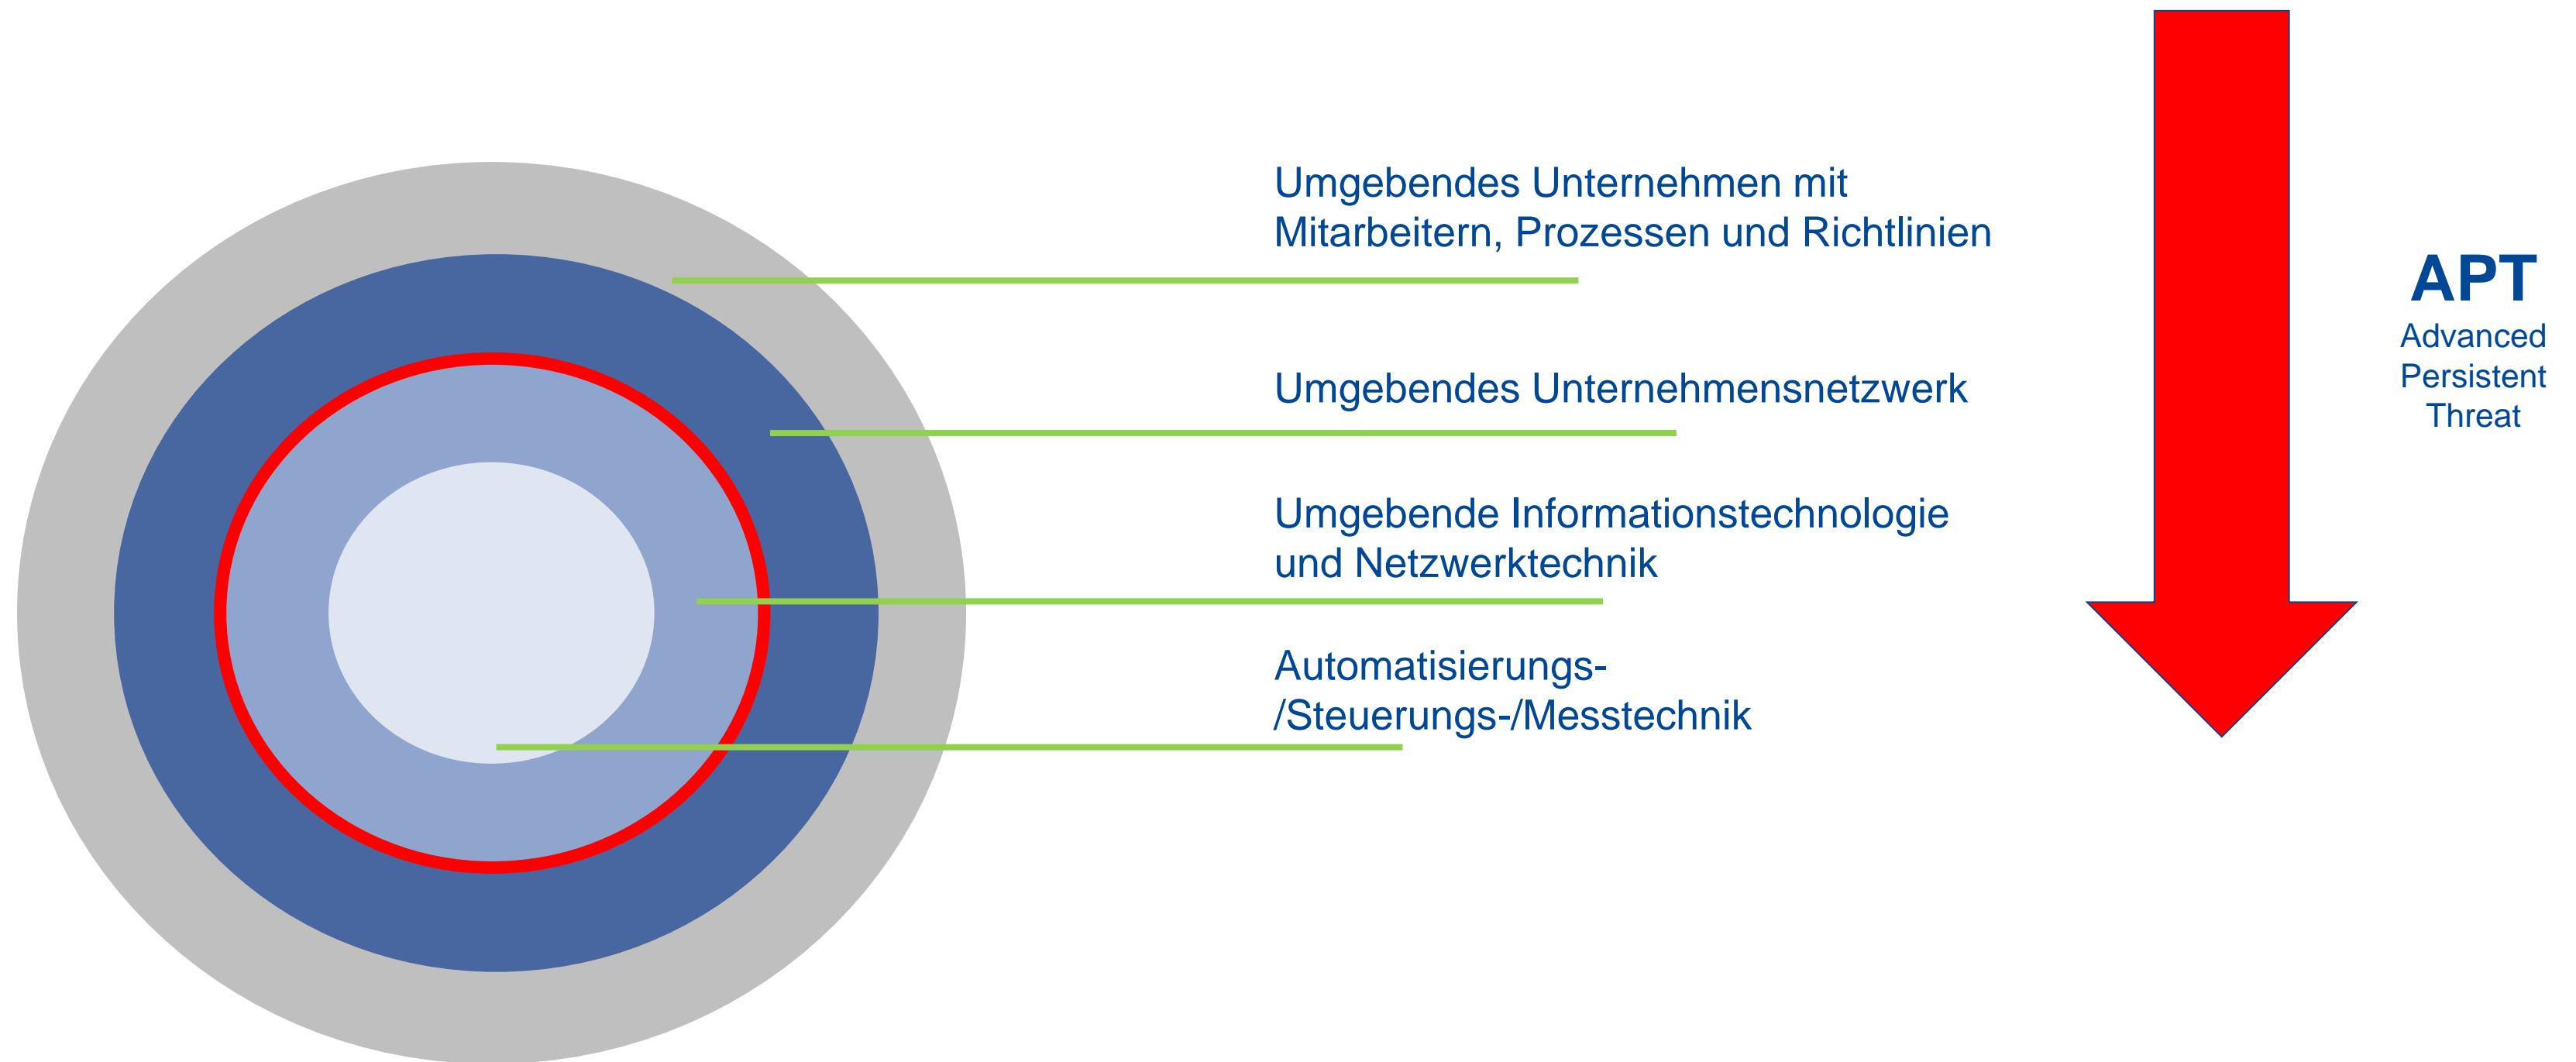 Umgebendes Unternehmen mit
Mitarbeitern, Prozessen und Richtlinien
Umgebendes Unternehmensnetzwerk
Umgebende Informationstechnologie
und Netzwerktechnik
Automatisierungs-
/Steuerungs-/Messtechnik
APT
Advanced
Persistent
Threat